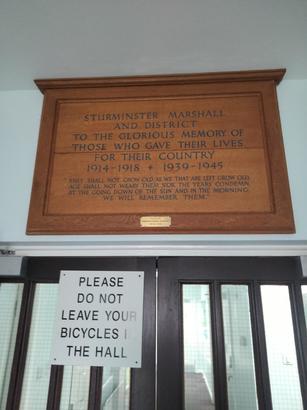 STURMINSTER MARSHALL
AND DISTRICT
TO THE GLORIOUS MEMORY OF
THOSE WHO GAVE THEIR LIVES
FOR THEIR COUNTRY
1914-1918 + 1939-1945
"THEY SHALL NOT GROW OLD AS WE THAT ARE LEFT GROW OLD
AGE SHALL NOT WEARY THEM NOR THE YEARS CONDEMN
AT THE GOING DOWN OF THE SUN AND IN THE MORNING
WE WILL REMEMBER THEM."
PLEASE
DO NOT
LEAVE YOUR
BICYCLES I
THE HALL